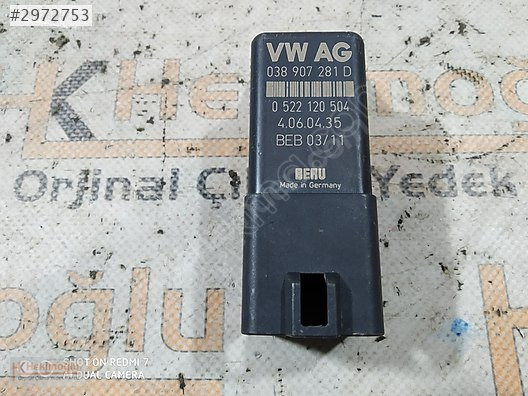 #2972753
VW AG
038 907 281 D
0 522 120 504
4.06.04.35
BEB 03/11
BERU
Made in Germany
Orjinal Yedek
Hekimoğlu
SHOT ON REDMI 7
AI DUAL CAMERA